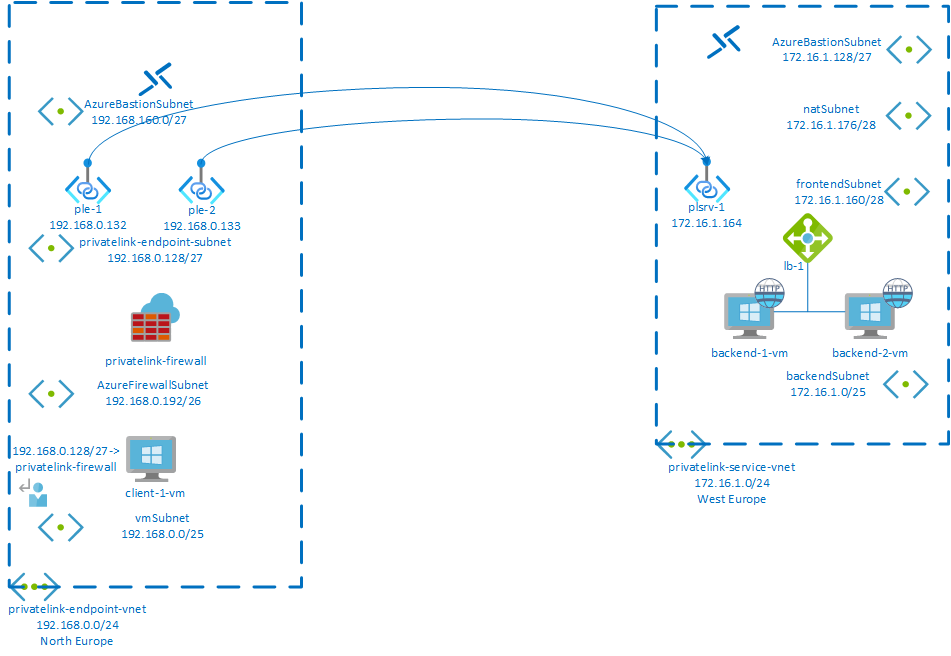 AzureBastionSubnet
192.168.160.0/27
ple-1
192.168.0.132
ple-2
192.168.0.133
privatelink-endpoint-subnet
192.168.0.128/27
privatelink-firewall
AzureFirewallSubnet
192.168.0.192/26
192.168.0.128/27->
privatelink-firewall
client-1-vm
vmSubnet
192.168.0.0/25
privatelink-endpoint-vnet
192.168.0.0/24
North Europe
AzureBastionSubnet
172.16.1.128/27
natSubnet
172.16.1.176/28
plsrv-1
172.16.1.164
frontendSubnet
172.16.1.160/28
lb-1
HTTP
HTTP
backend-1-vm
backend-2-vm
backendSubnet
172.16.1.0/25
privatelink-service-vnet
172.16.1.0/24
West Europe